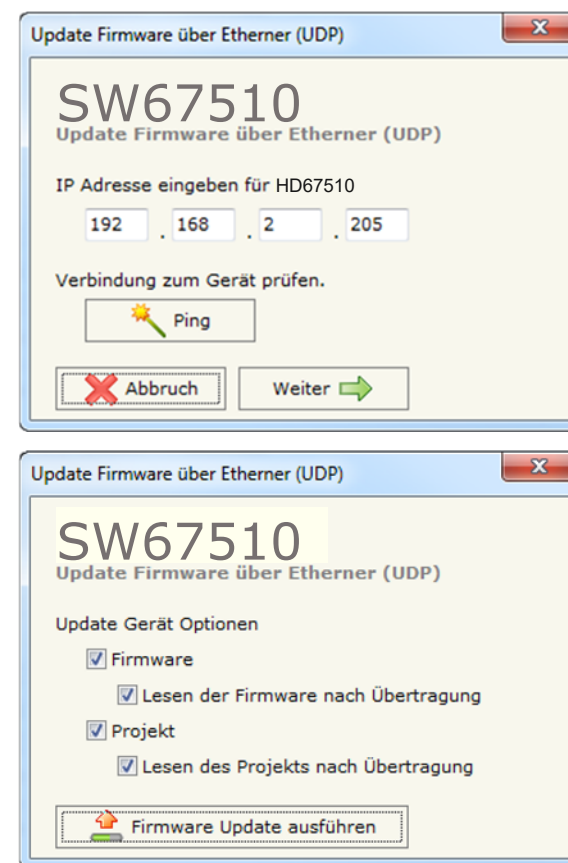 Update Firmware über Etherner (UDP)
SW67510
Update Firmware über Etherner (UDP)
IP Adresse eingeben für HD67510
192 . 168 . 2 . 205
Verbindung zum Gerät prüfen.
Ping
Abbruch Weiter
Update Firmware über Etherner (UDP)
SW67510
Update Firmware über Etherner (UDP)
Update Gerät Optionen
Firmware
Lesen der Firmware nach Übertragung
Projekt
Lesen des Projekts nach Übertragung
Firmware Update ausführen